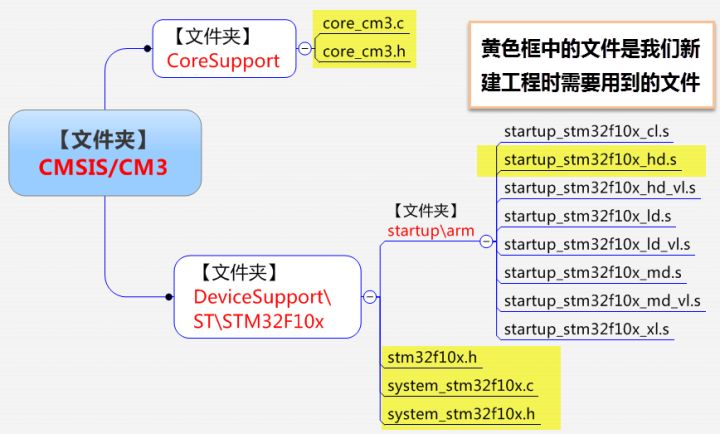 【文件夹】
CoreSupport
core_cm3.c
core_cm3.h
黄色框中的文件是我们新
建工程时需要用到的文件
【文件夹】
CMSIS/CM3
【文件夹】
DeviceSupport\
ST\STM32F10x
【文件夹】
startup\arm
startup_stm32f10x_cl.s
startup_stm32f10x_hd.s
startup_stm32f10x_hd_vl.s
startup_stm32f10x_ld.s
startup_stm32f10x_ld_vl.s
startup_stm32f10x_md.s
startup_stm32f10x_md_vl.s
startup_stm32f10x_xl.s
stm32f10x.h
system_stm32f10x.c
system_stm32f10x.h